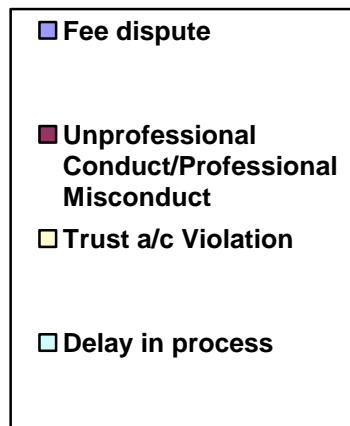 Fee dispute
Unprofessional
Conduct/Professional
Misconduct
Trust a/c Violation
Delay in process